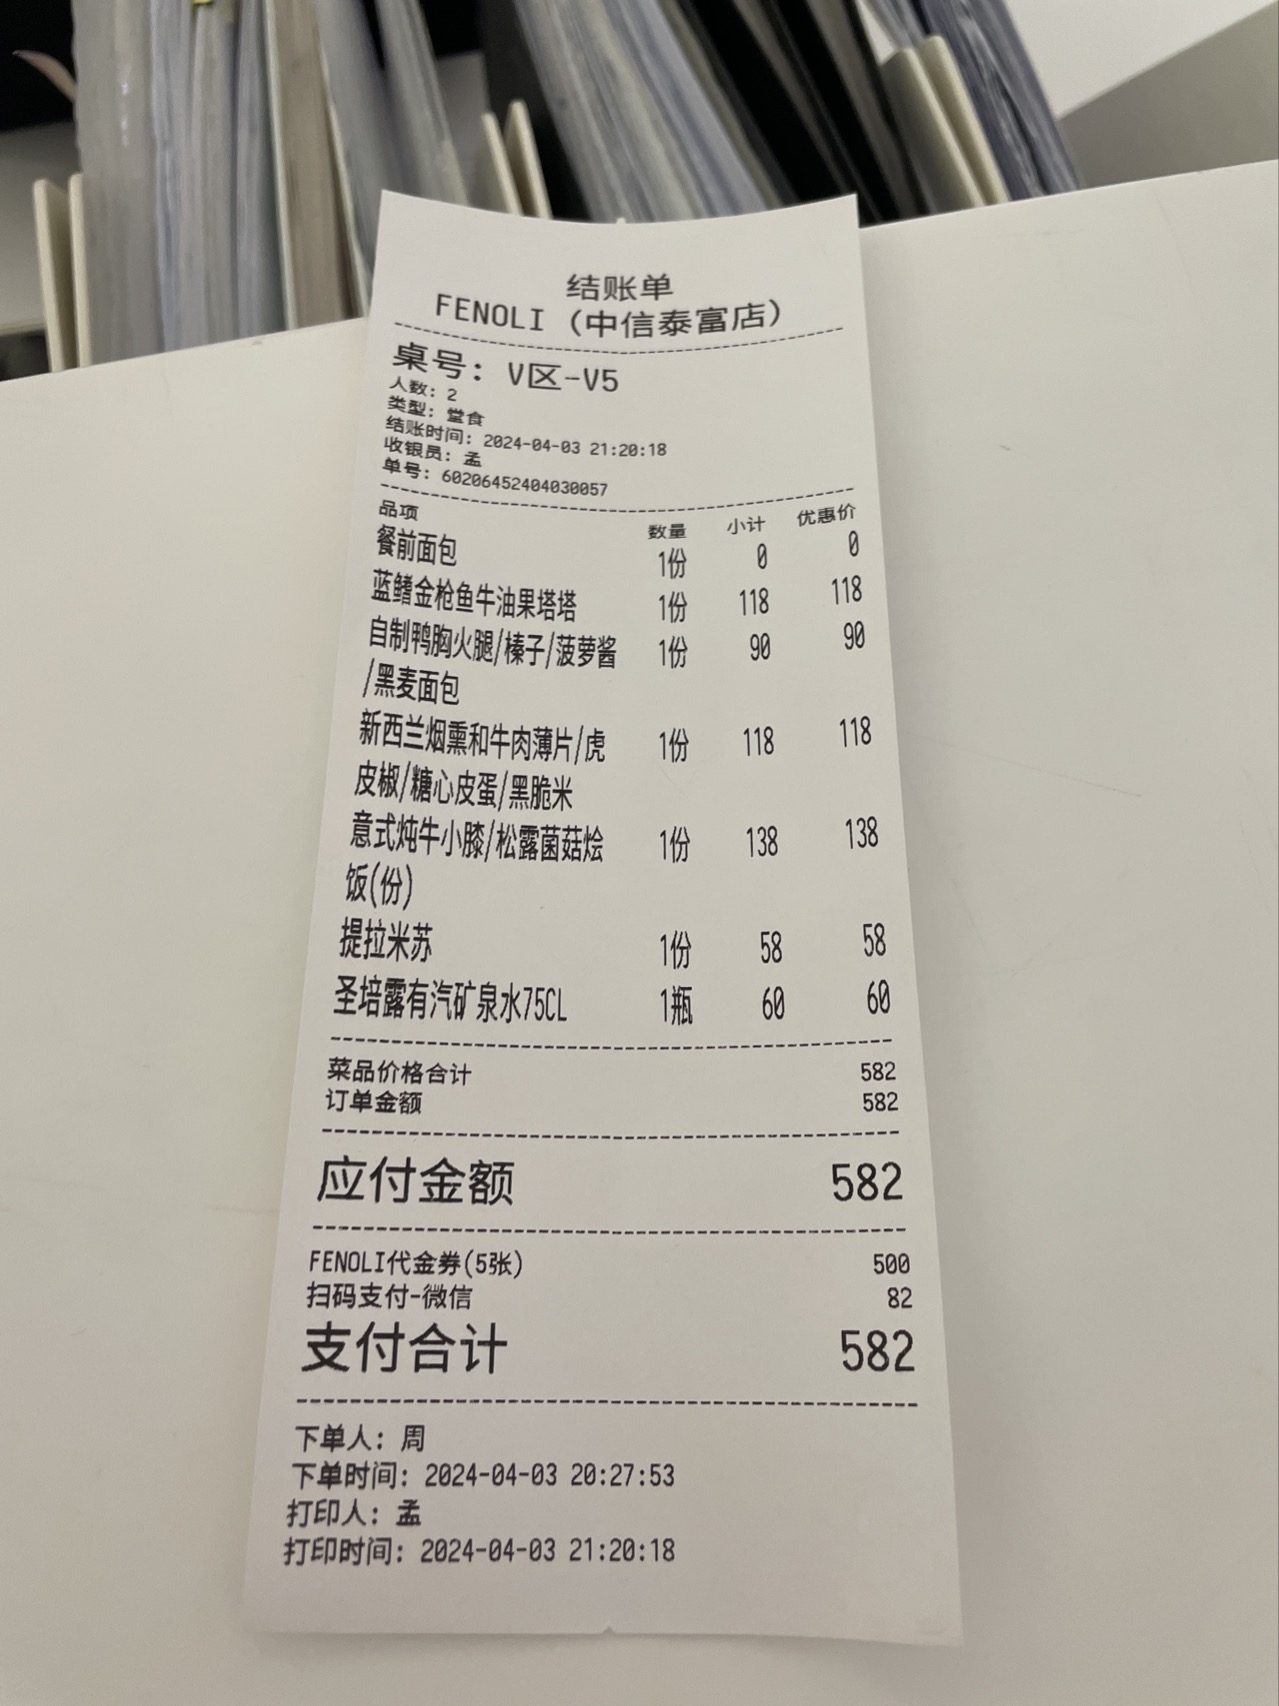 结账单
FENOLI（中信泰富店）
桌号：V区-V5
人数：2
类型：堂食
结账时间：2024-04-03 21:20:18
收银员：孟
单号：60206452404030057
品项 数量 小计 优惠价
餐前面包 1份 0 0
蓝鳍金枪鱼牛油果塔塔 1份 118 118
自制鸭胸火腿/榛子/菠萝酱 1份 90 90
/黑麦面包
新西兰烟熏和牛肉薄片/虎 1份 118 118
皮椒/糖心皮蛋/黑脆米
意式炖牛小膝/松露菌菇烩 1份 138 138
饭(份)
提拉米苏 1份 58 58
圣培露有汽矿泉水75CL 1瓶 60 60
菜品价格合计 582
订单金额 582
应付金额 582
FENOLI代金券(5张) 500
扫码支付-微信 82
支付合计 582
下单人：周
下单时间：2024-04-03 20:27:53
打印人：孟
打印时间：2024-04-03 21:20:18